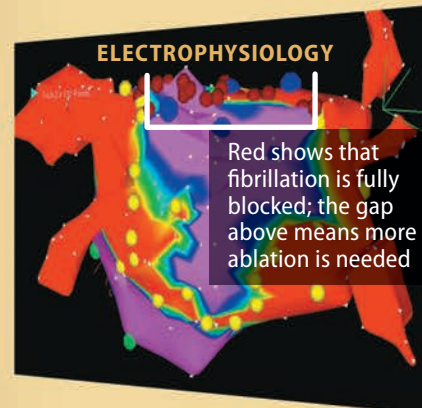 ELECTROPHYSIOLOGY
Red shows that
fibrillation is fully
blocked; the gap
above means more
ablation is needed